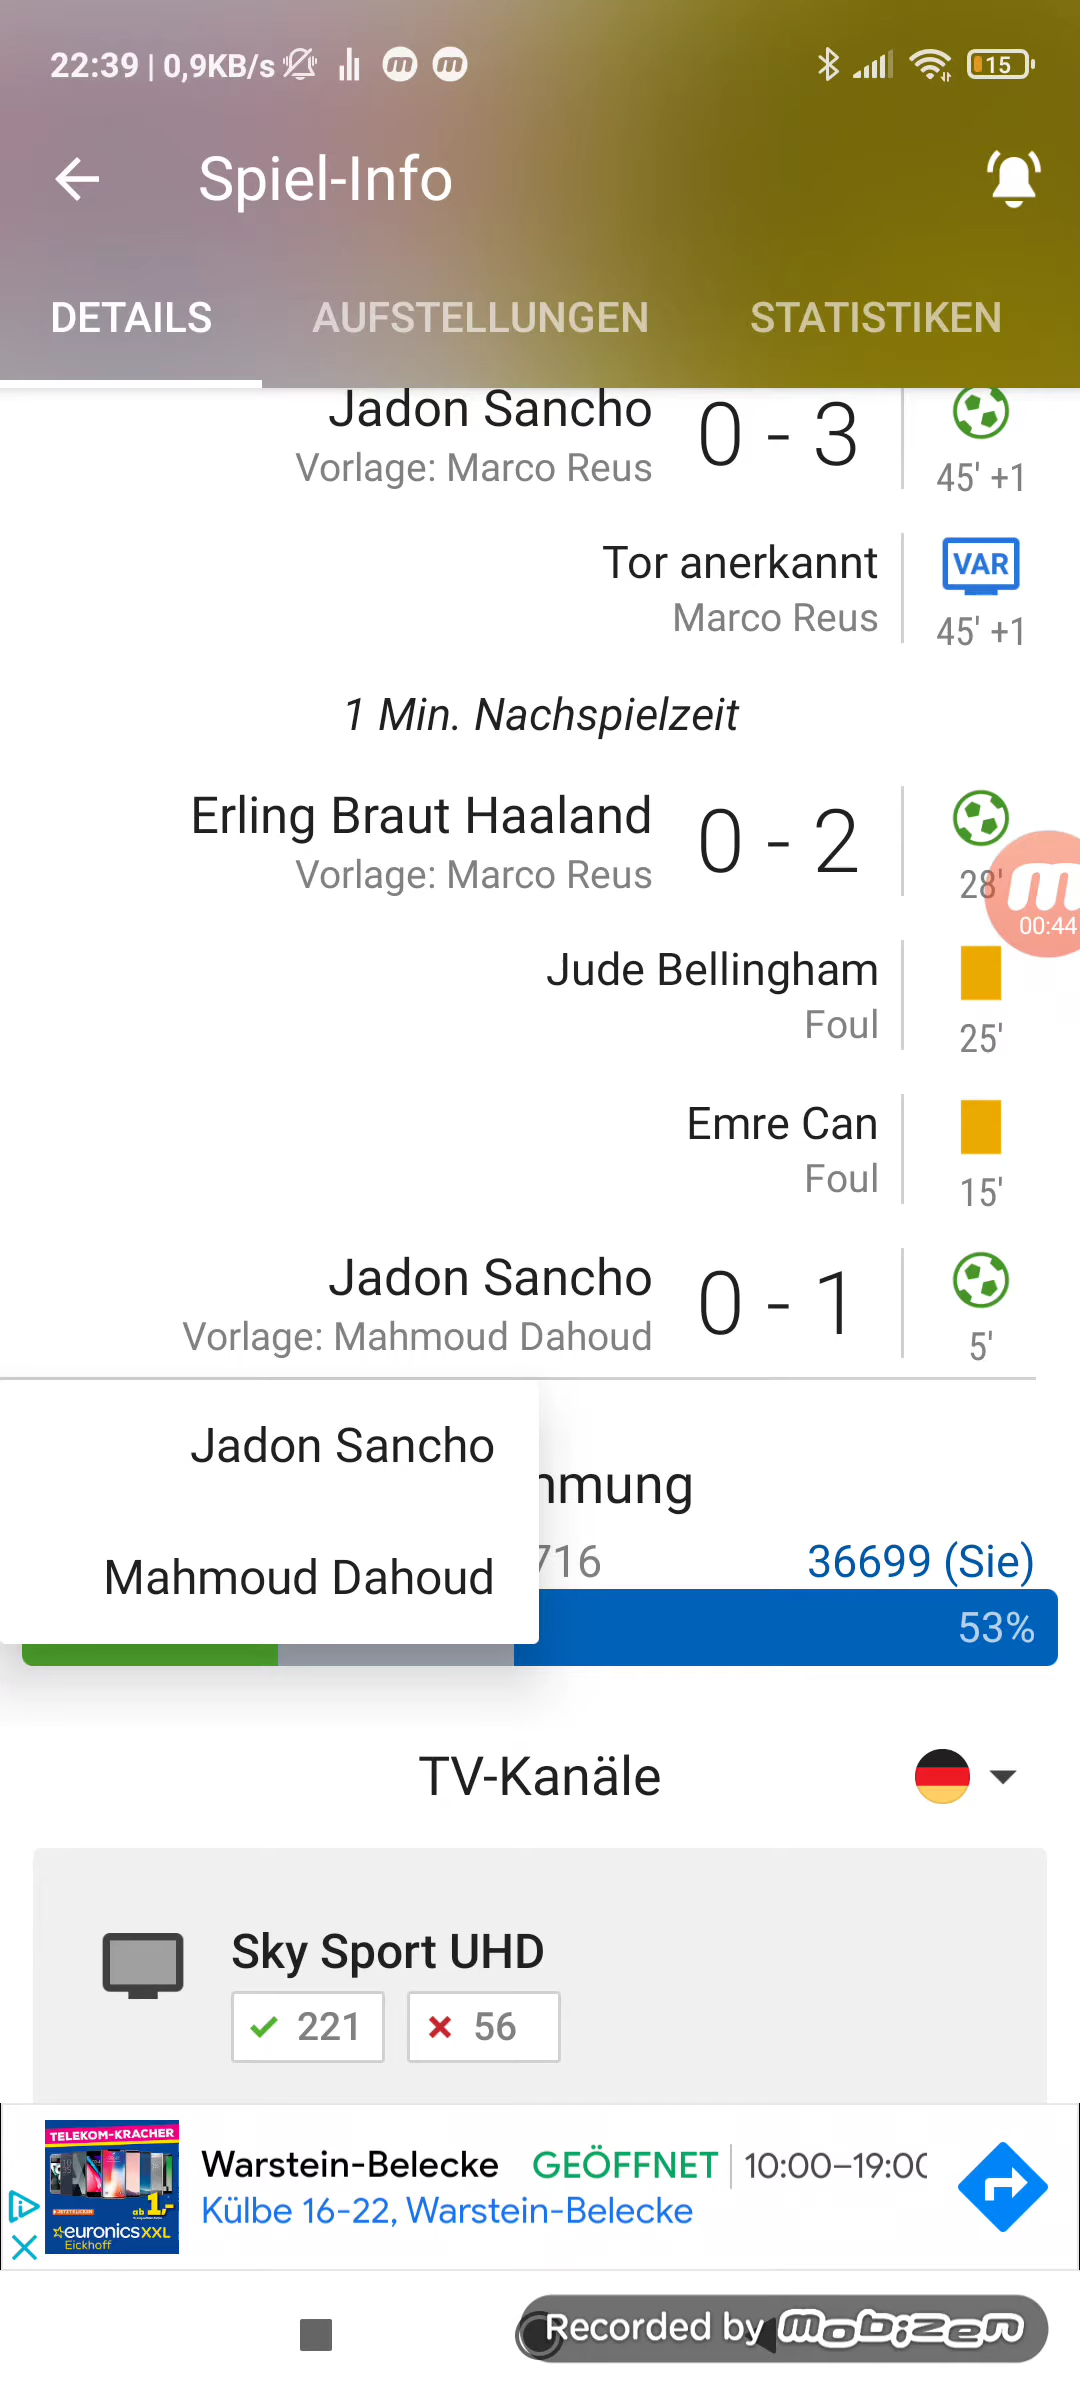 22:39 | 0,9KB/s
15
Spiel-Info
DETAILS AUFSTELLUNGEN STATISTIKEN
Jadon Sancho 0 - 3
Vorlage: Marco Reus 45' +1
Tor anerkannt VAR
Marco Reus 45' +1
1 Min. Nachspielzeit
Erling Braut Haaland 0 - 2
Vorlage: Marco Reus 28'
00:44
Jude Bellingham
Foul 25'
Emre Can
Foul 15'
Jadon Sancho 0 - 1
Vorlage: Mahmoud Dahoud 5'
Jadon Sancho
mmung
716 36699 (Sie)
Mahmoud Dahoud
53%
TV-Kanäle
Sky Sport UHD
221 56
TELEKOM-KRACHER
ab 1,-
euronics XXL
Eickhoff
Warstein-Belecke GEÖFFNET 10:00–19:00
Külbe 16-22, Warstein-Belecke
Recorded by mobizen